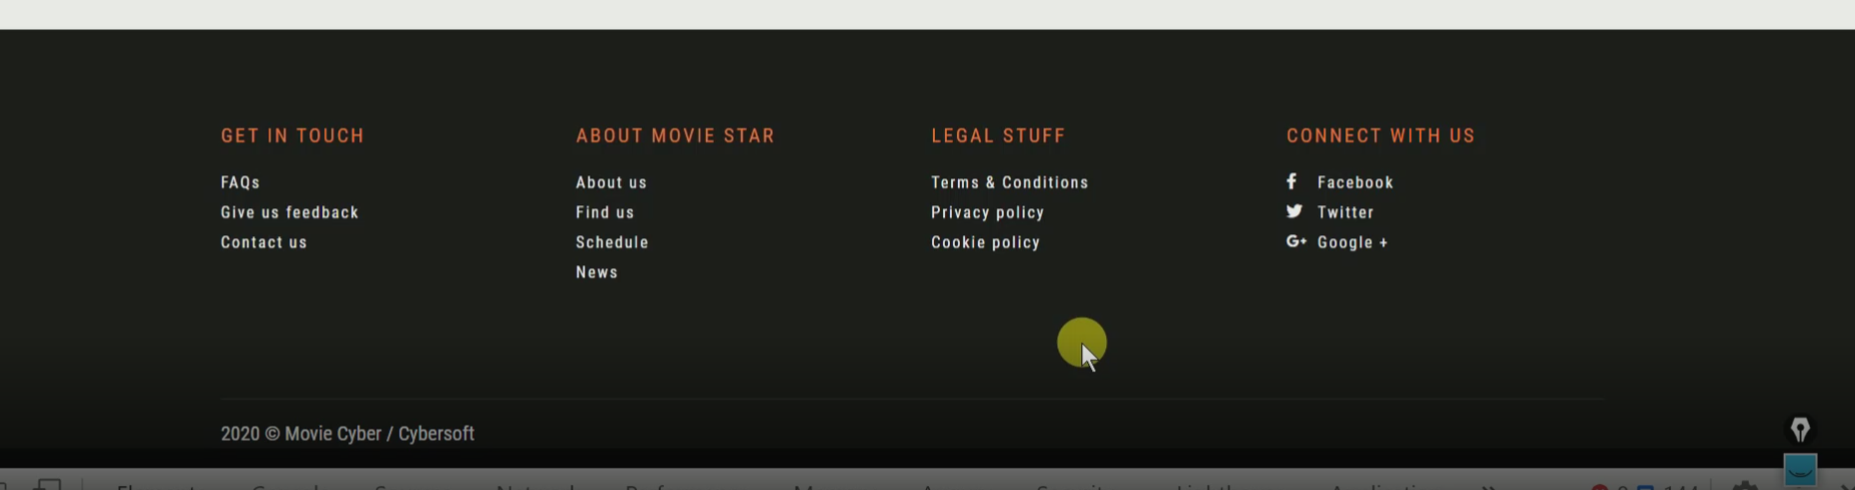 GET IN TOUCH
FAQs
Give us feedback
Contact us
ABOUT MOVIE STAR
About us
Find us
Schedule
News
LEGAL STUFF
Terms & Conditions
Privacy policy
Cookie policy
CONNECT WITH US
Facebook
Twitter
Google +
2020 © Movie Cyber / Cybersoft